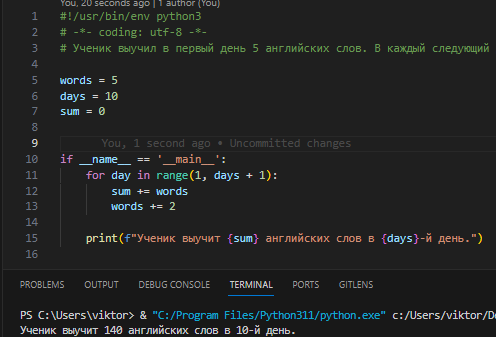 You, 20 seconds ago | 1 author (You)
1 #!/usr/bin/env python3
2 # -*- coding: utf-8 -*-
3 # Ученик выучил в первый день 5 английских слов. В каждый следующий
4
5 words = 5
6 days = 10
7 sum = 0
8
9 You, 1 second ago • Uncommitted changes
10 if __name__ == '__main__':
11 for day in range(1, days + 1):
12 sum += words
13 words += 2
14
15 print(f"Ученик выучит {sum} английских слов в {days}-й день.")
16
PROBLEMS OUTPUT DEBUG CONSOLE TERMINAL PORTS GITLENS
PS C:\Users\viktor> & "C:/Program Files/Python311/python.exe" c:/Users/viktor/
Ученик выучит 140 английских слов в 10-й день.